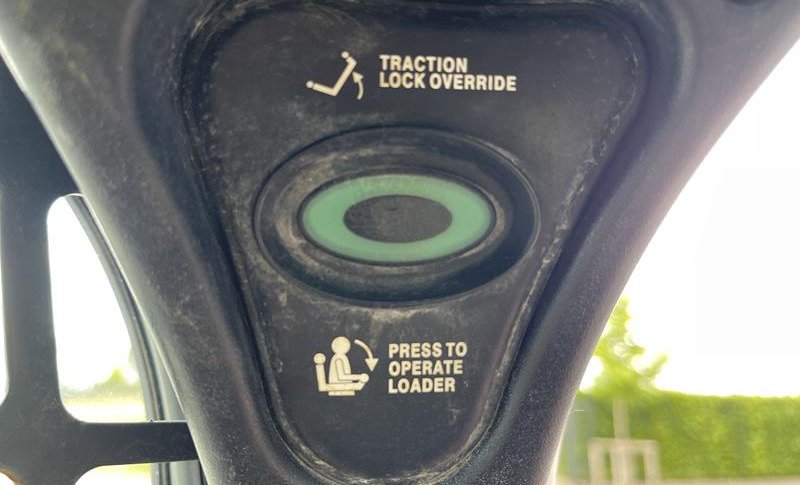 TRACTION
LOCK OVERRIDE
PRESS TO
OPERATE
LOADER